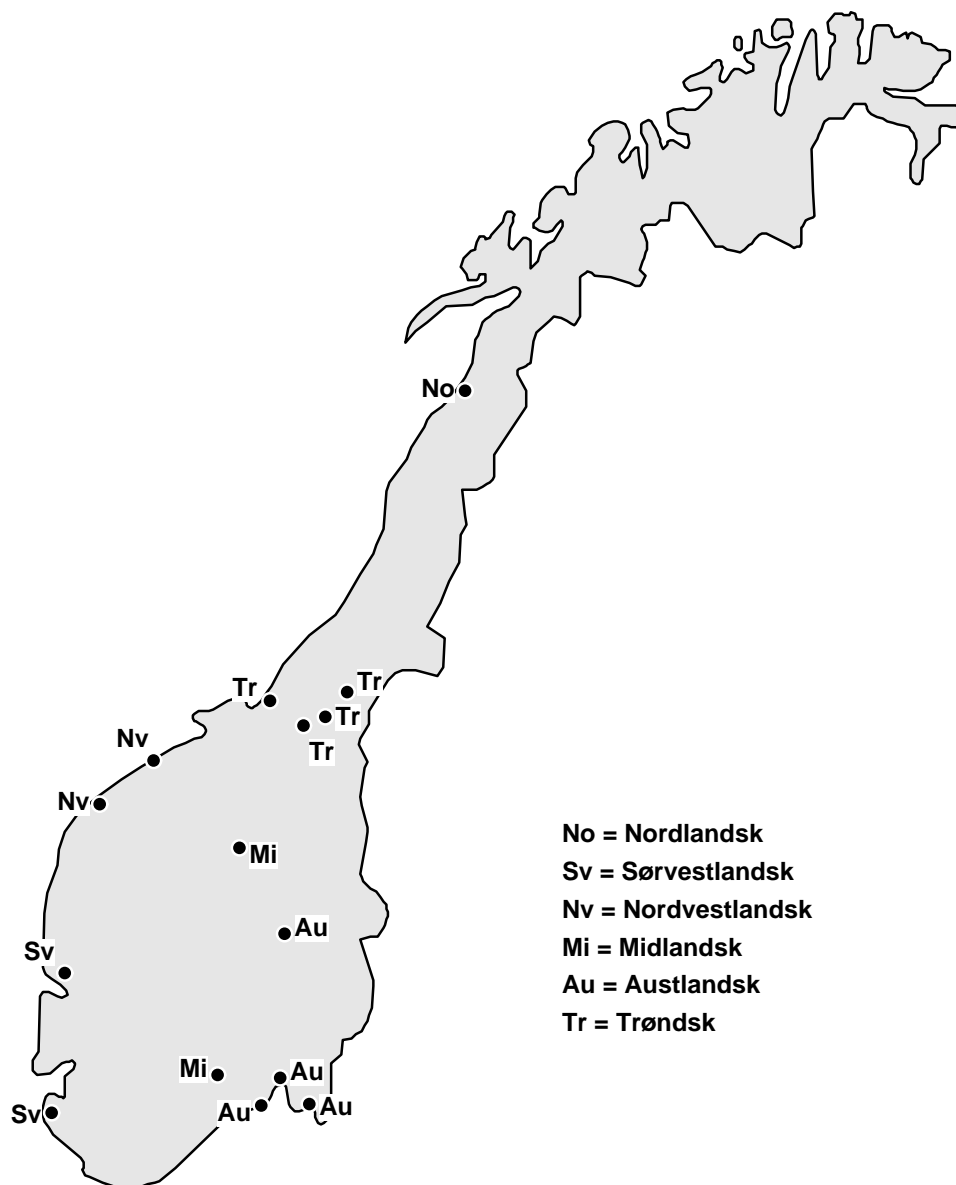 No
Tr
Tr
Tr
Tr
Nv
Nv
Mi
Au
Sv
Mi
Au
Au
Au
Sv
No = Nordlandsk
Sv = Sørvestlandsk
Nv = Nordvestlandsk
Mi = Midlandsk
Au = Austlandsk
Tr = Trøndsk